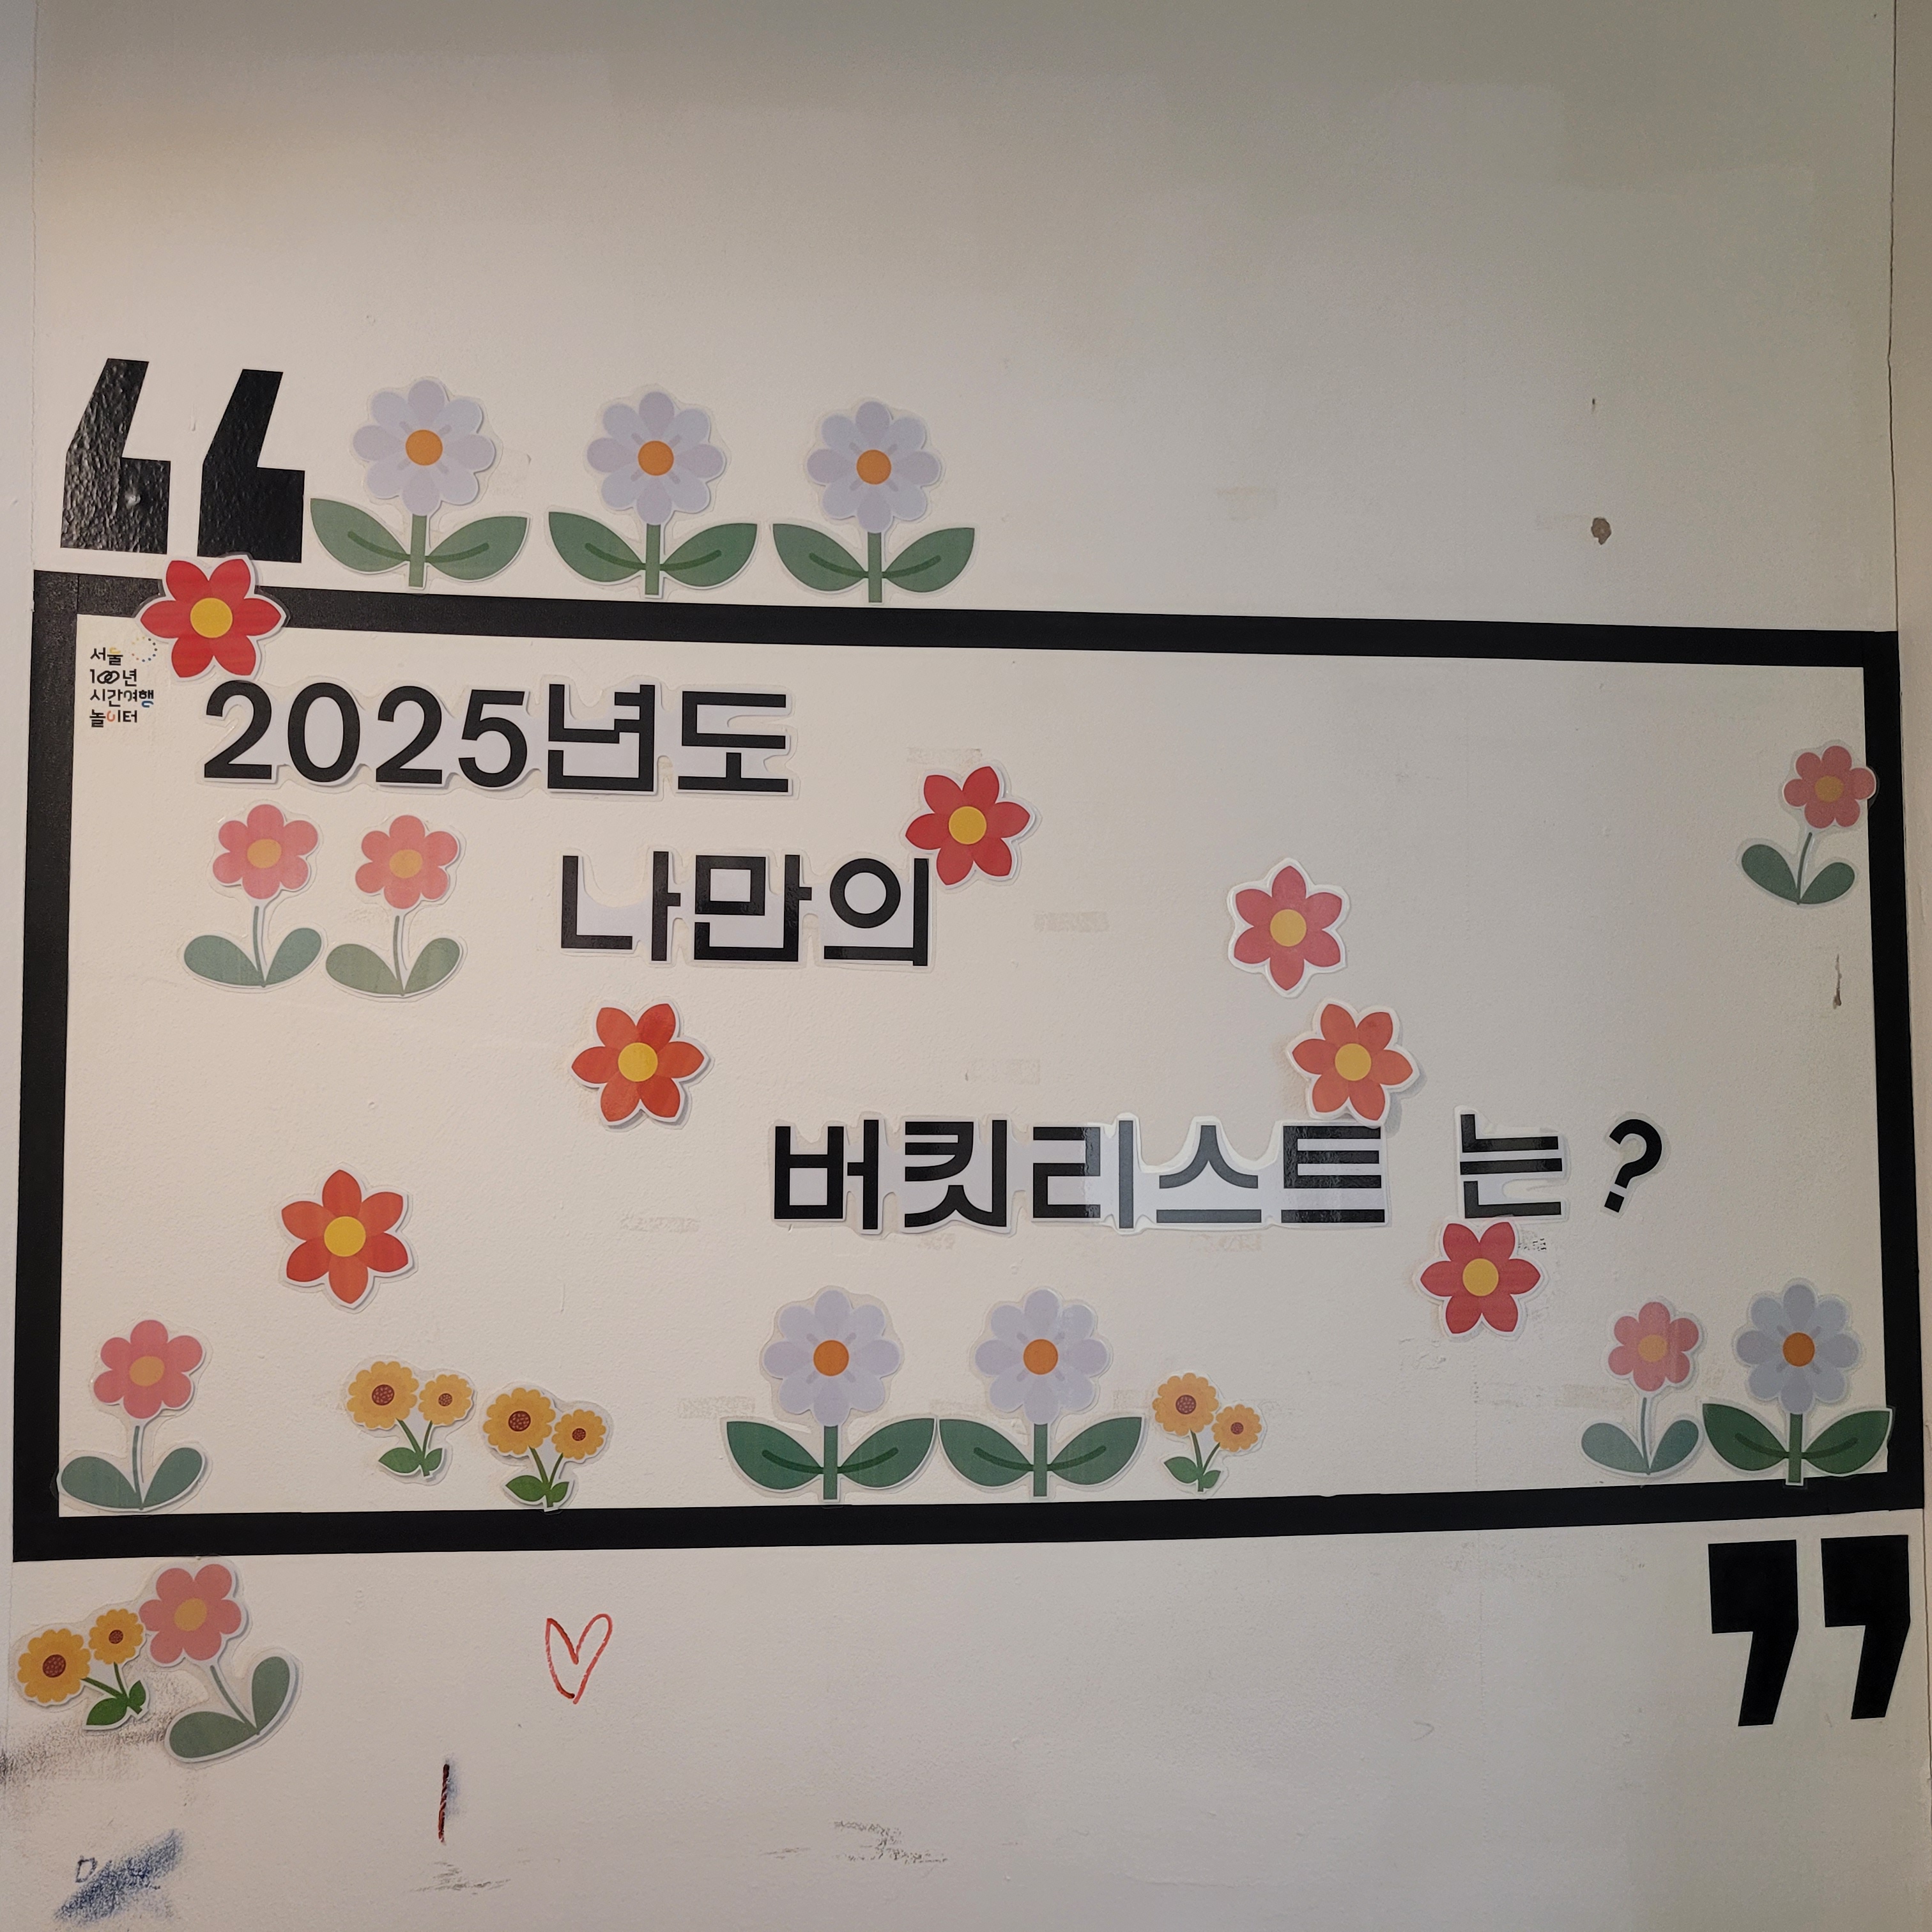 서울
100년
시간여행
놀이터
2025년도
나만의
버킷리스트 는?